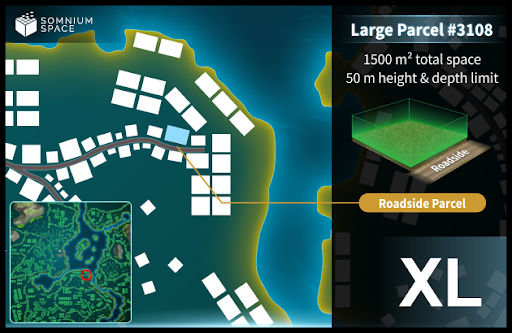 SOMNIUM
SPACE
Large Parcel #3108
1500 m² total space
50 m height & depth limit
Roadside
Roadside Parcel
XL